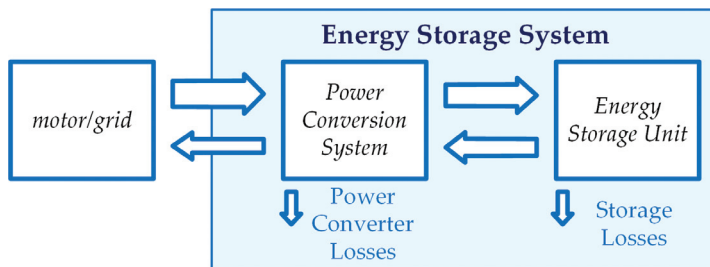 Energy Storage System
motor/grid
Power
Conversion
System
Energy
Storage Unit
Power
Converter
Losses
Storage
Losses